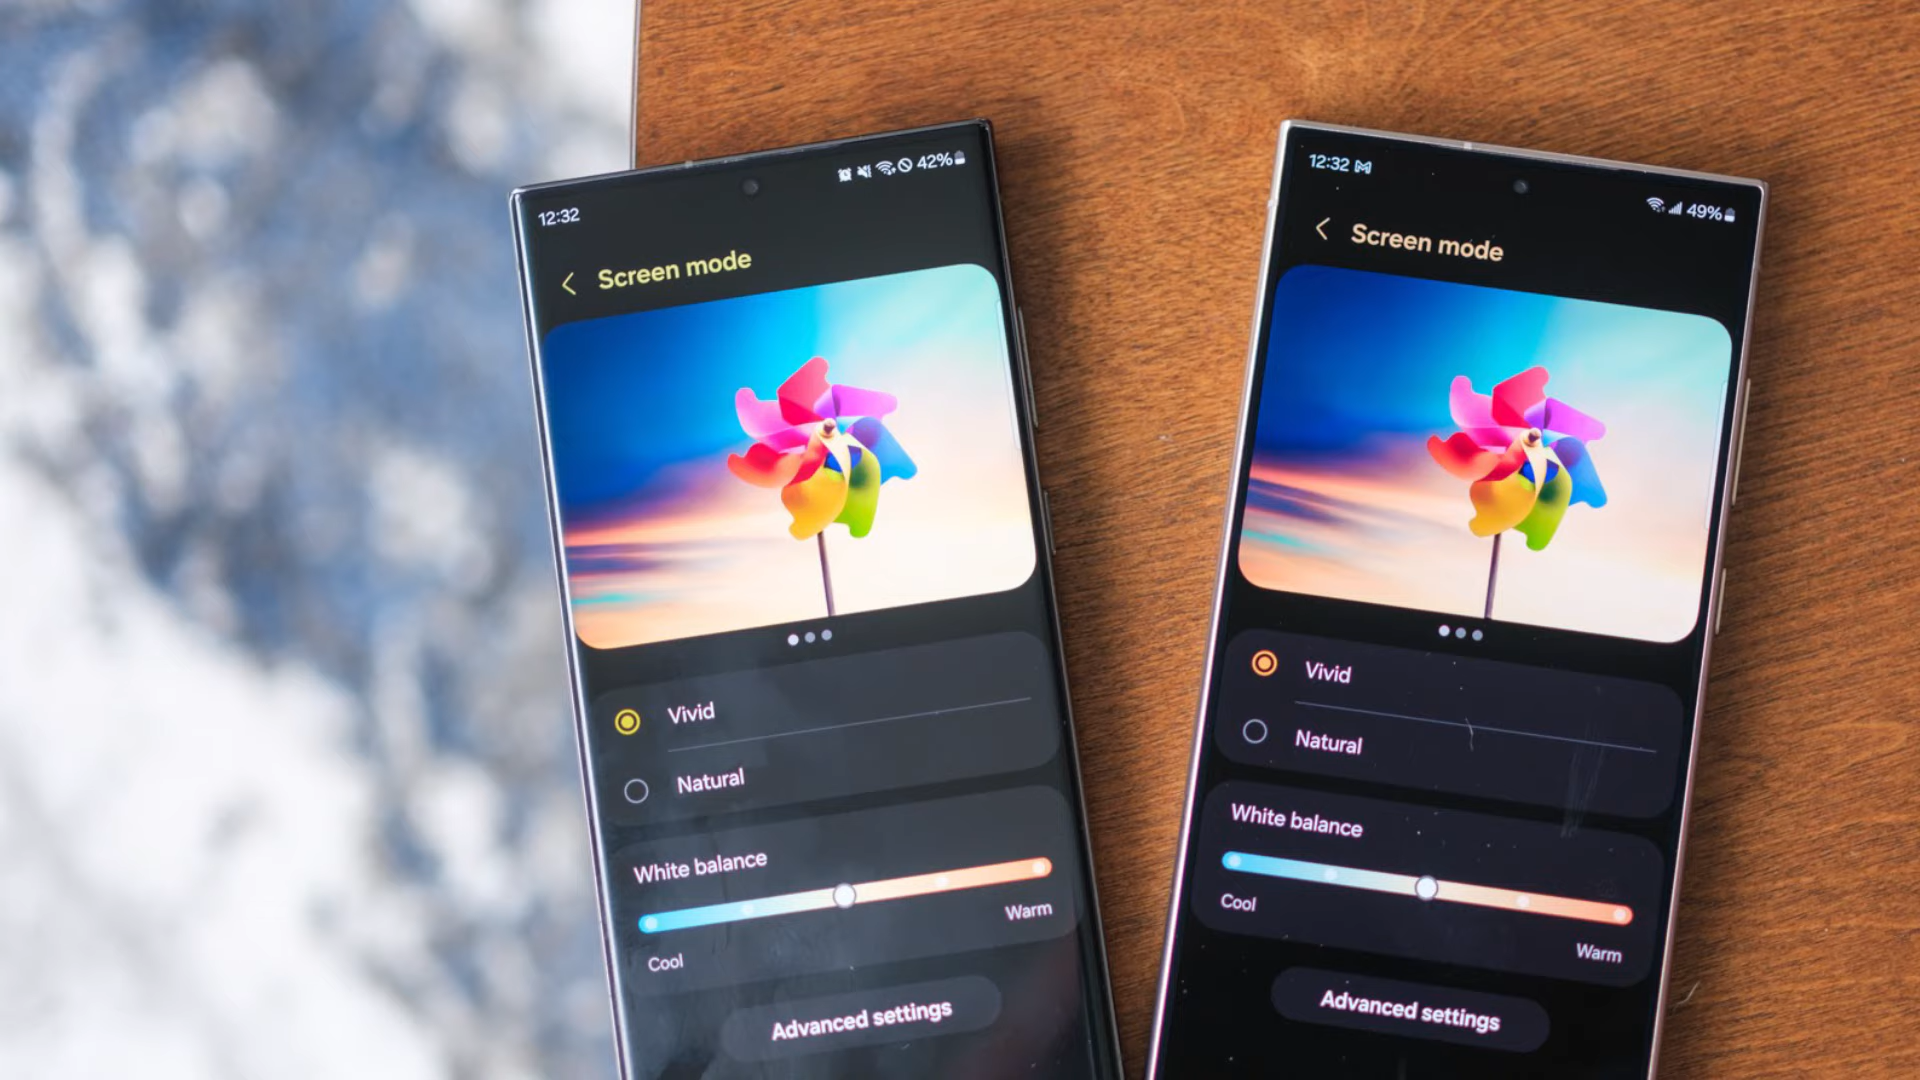 12:32
42%
Screen mode
Vivid
Natural
White balance
Cool
Warm
Advanced settings
12:32
49%
Screen mode
Vivid
Natural
White balance
Cool
Warm
Advanced settings